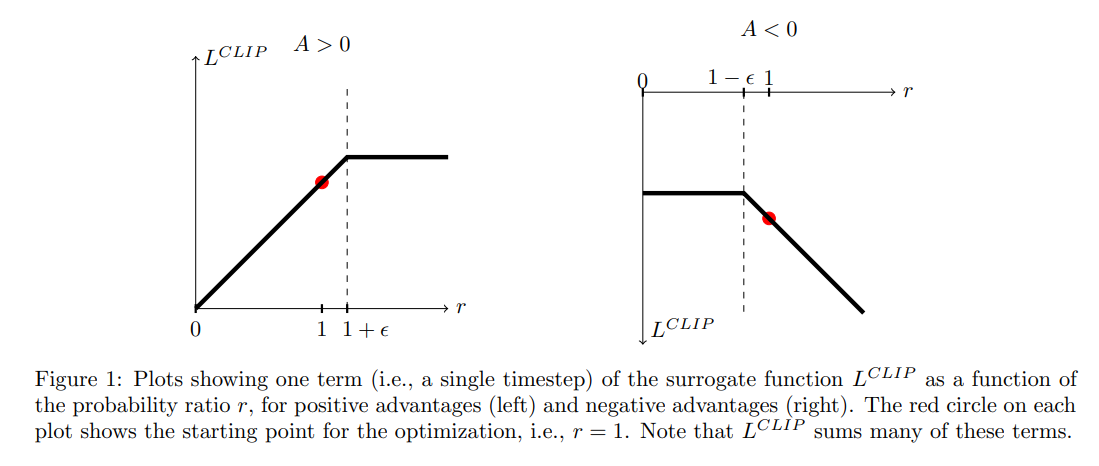 A > 0
L^{CLIP}
0
1
1 + ϵ
r
A < 0
0
1 − ϵ
1
r
L^{CLIP}
Figure 1: Plots showing one term (i.e., a single timestep) of the surrogate function L^{CLIP} as a function of
the probability ratio r, for positive advantages (left) and negative advantages (right). The red circle on each
plot shows the starting point for the optimization, i.e., r = 1. Note that L^{CLIP} sums many of these terms.